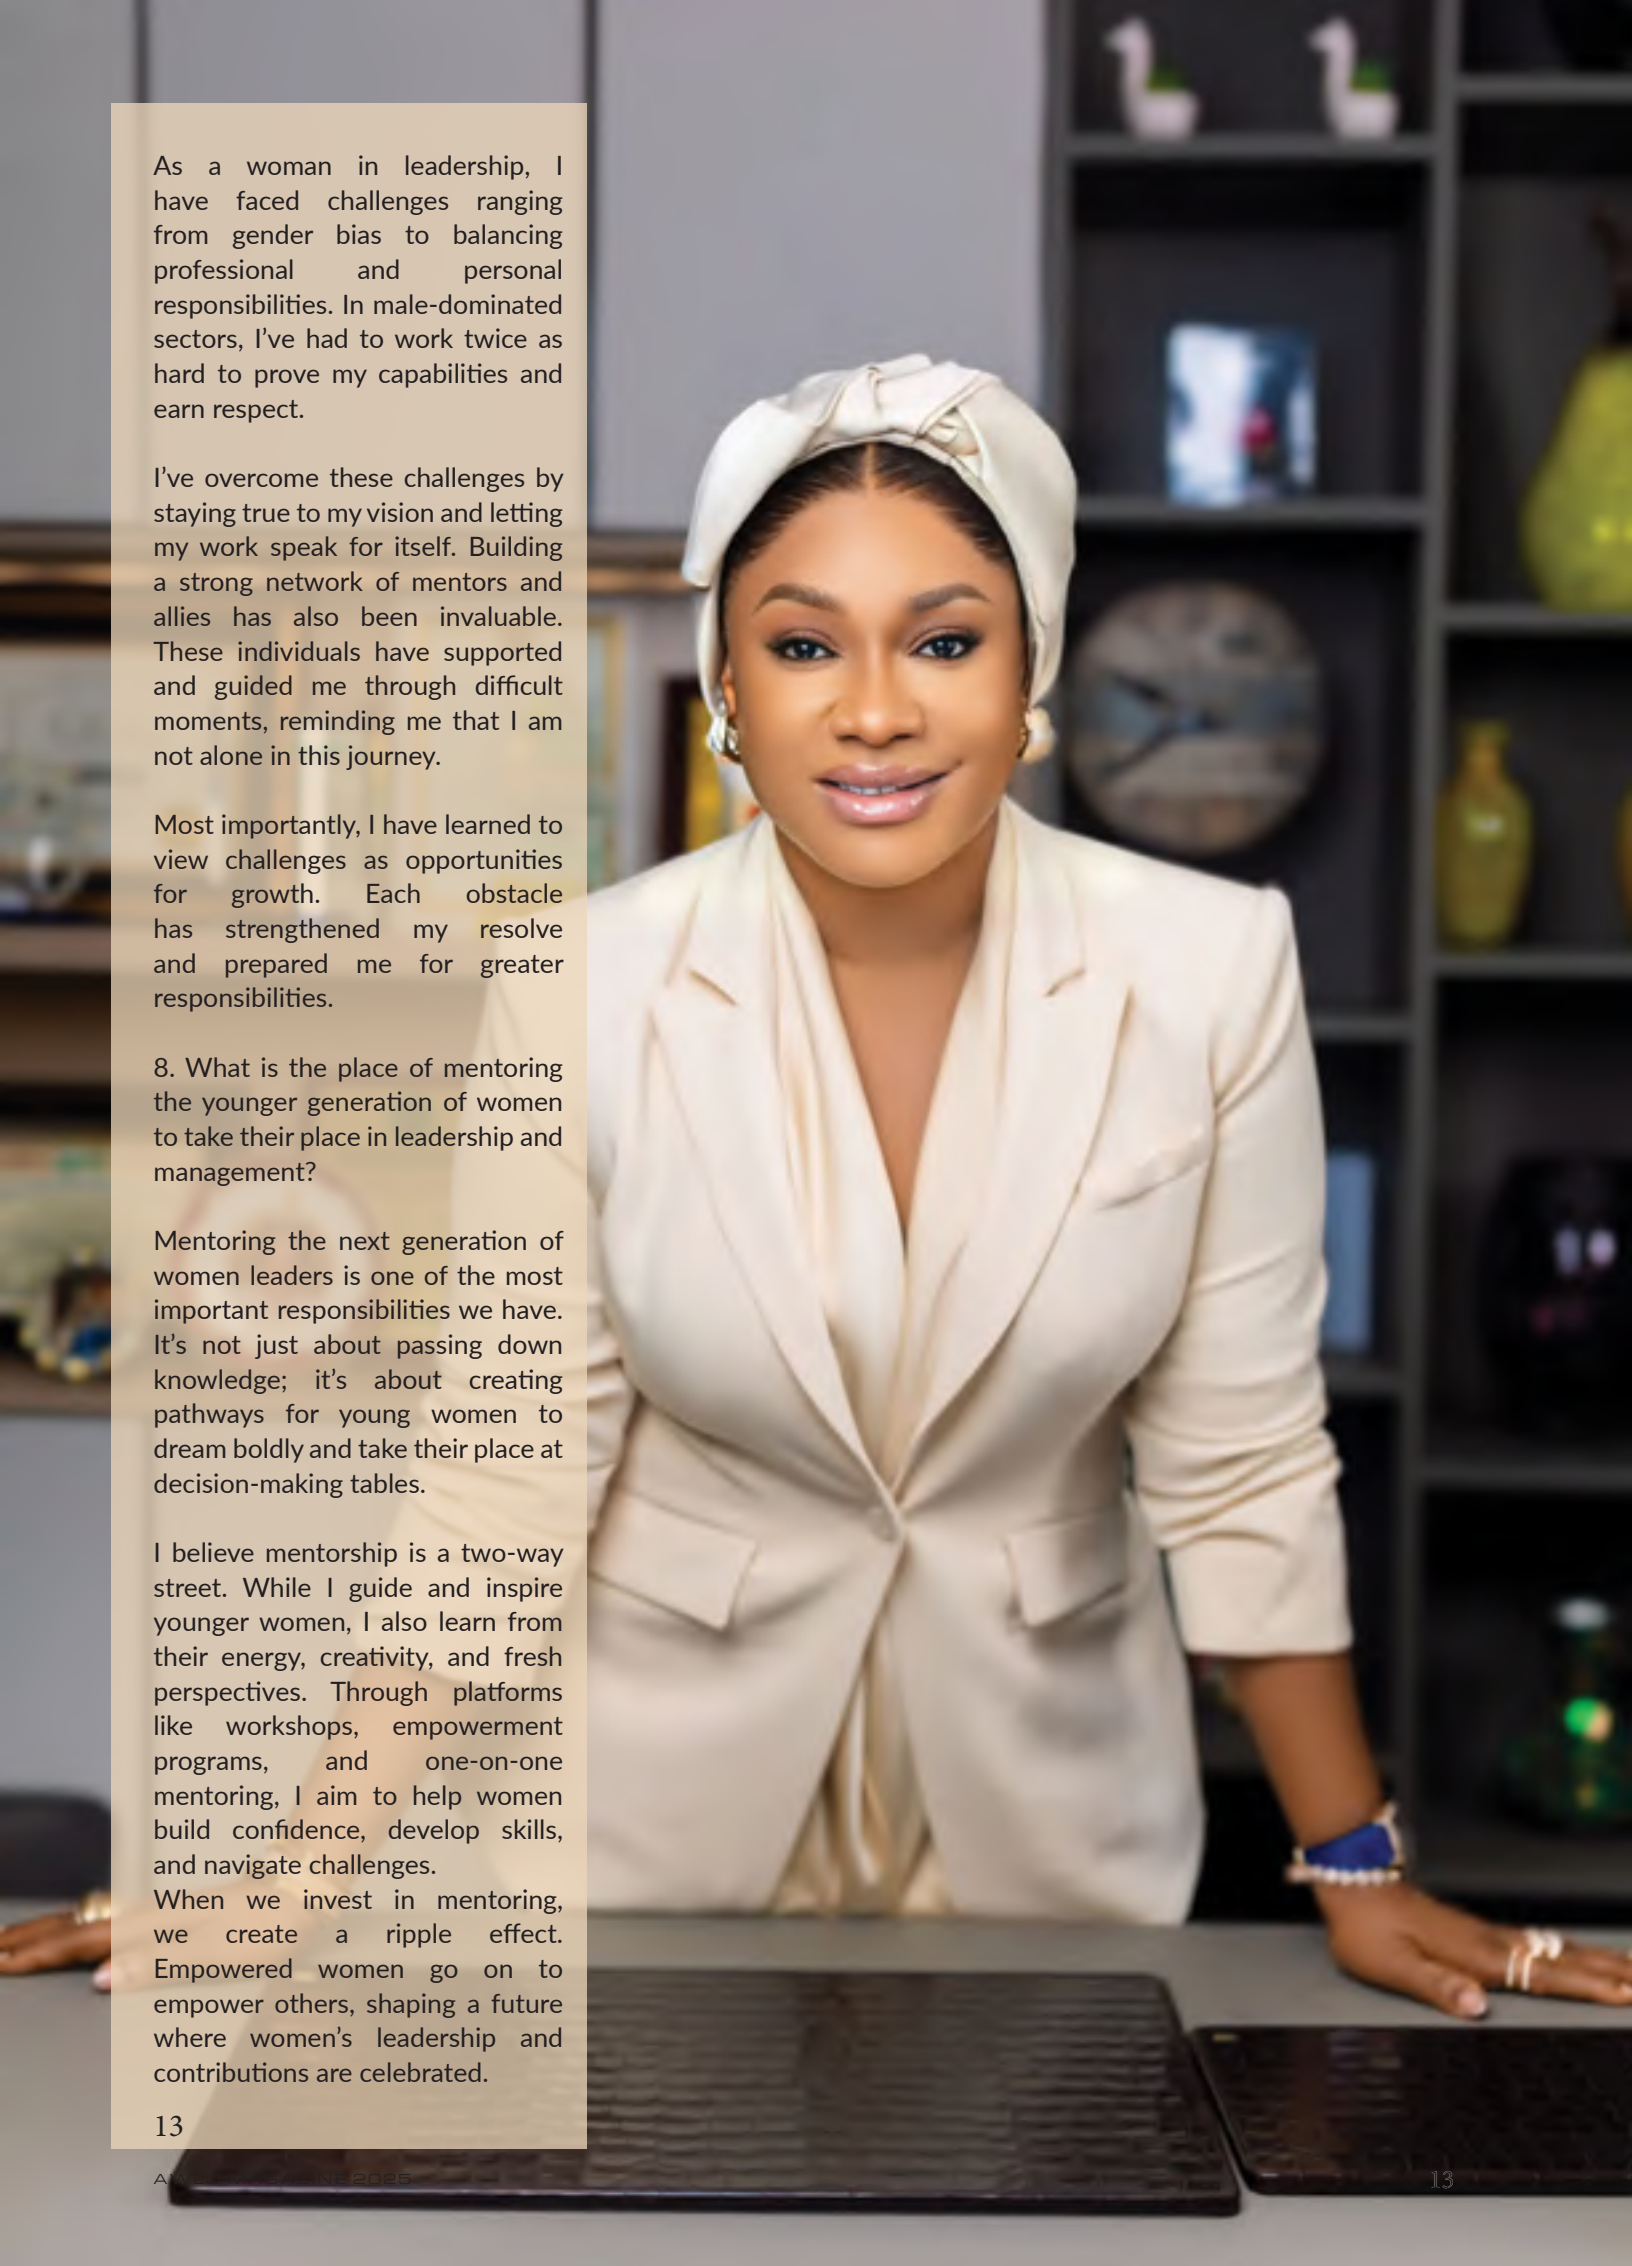 As a woman in leadership, I
have faced challenges ranging
from gender bias to balancing
professional and personal
responsibilities. In male-dominated
sectors, I’ve had to work twice as
hard to prove my capabilities and
earn respect.
I’ve overcome these challenges by
staying true to my vision and letting
my work speak for itself. Building
a strong network of mentors and
allies has also been invaluable.
These individuals have supported
and guided me through difficult
moments, reminding me that I am
not alone in this journey.
Most importantly, I have learned to
view challenges as opportunities
for growth. Each obstacle
has strengthened my resolve
and prepared me for greater
responsibilities.
8. What is the place of mentoring
the younger generation of women
to take their place in leadership and
management?
Mentoring the next generation of
women leaders is one of the most
important responsibilities we have.
It’s not just about passing down
knowledge; it’s about creating
pathways for young women to
dream boldly and take their place at
decision-making tables.
I believe mentorship is a two-way
street. While I guide and inspire
younger women, I also learn from
their energy, creativity, and fresh
perspectives. Through platforms
like workshops, empowerment
programs, and one-on-one
mentoring, I aim to help women
build confidence, develop skills,
and navigate challenges.
When we invest in mentoring,
we create a ripple effect.
Empowered women go on to
empower others, shaping a future
where women’s leadership and
contributions are celebrated.
13
2025
13